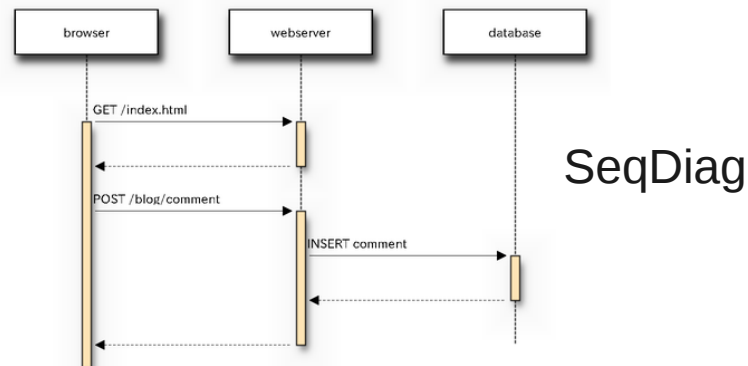 browser
webserver
database
GET /index.html
SeqDiag
POST /blog/comment
INSERT comment